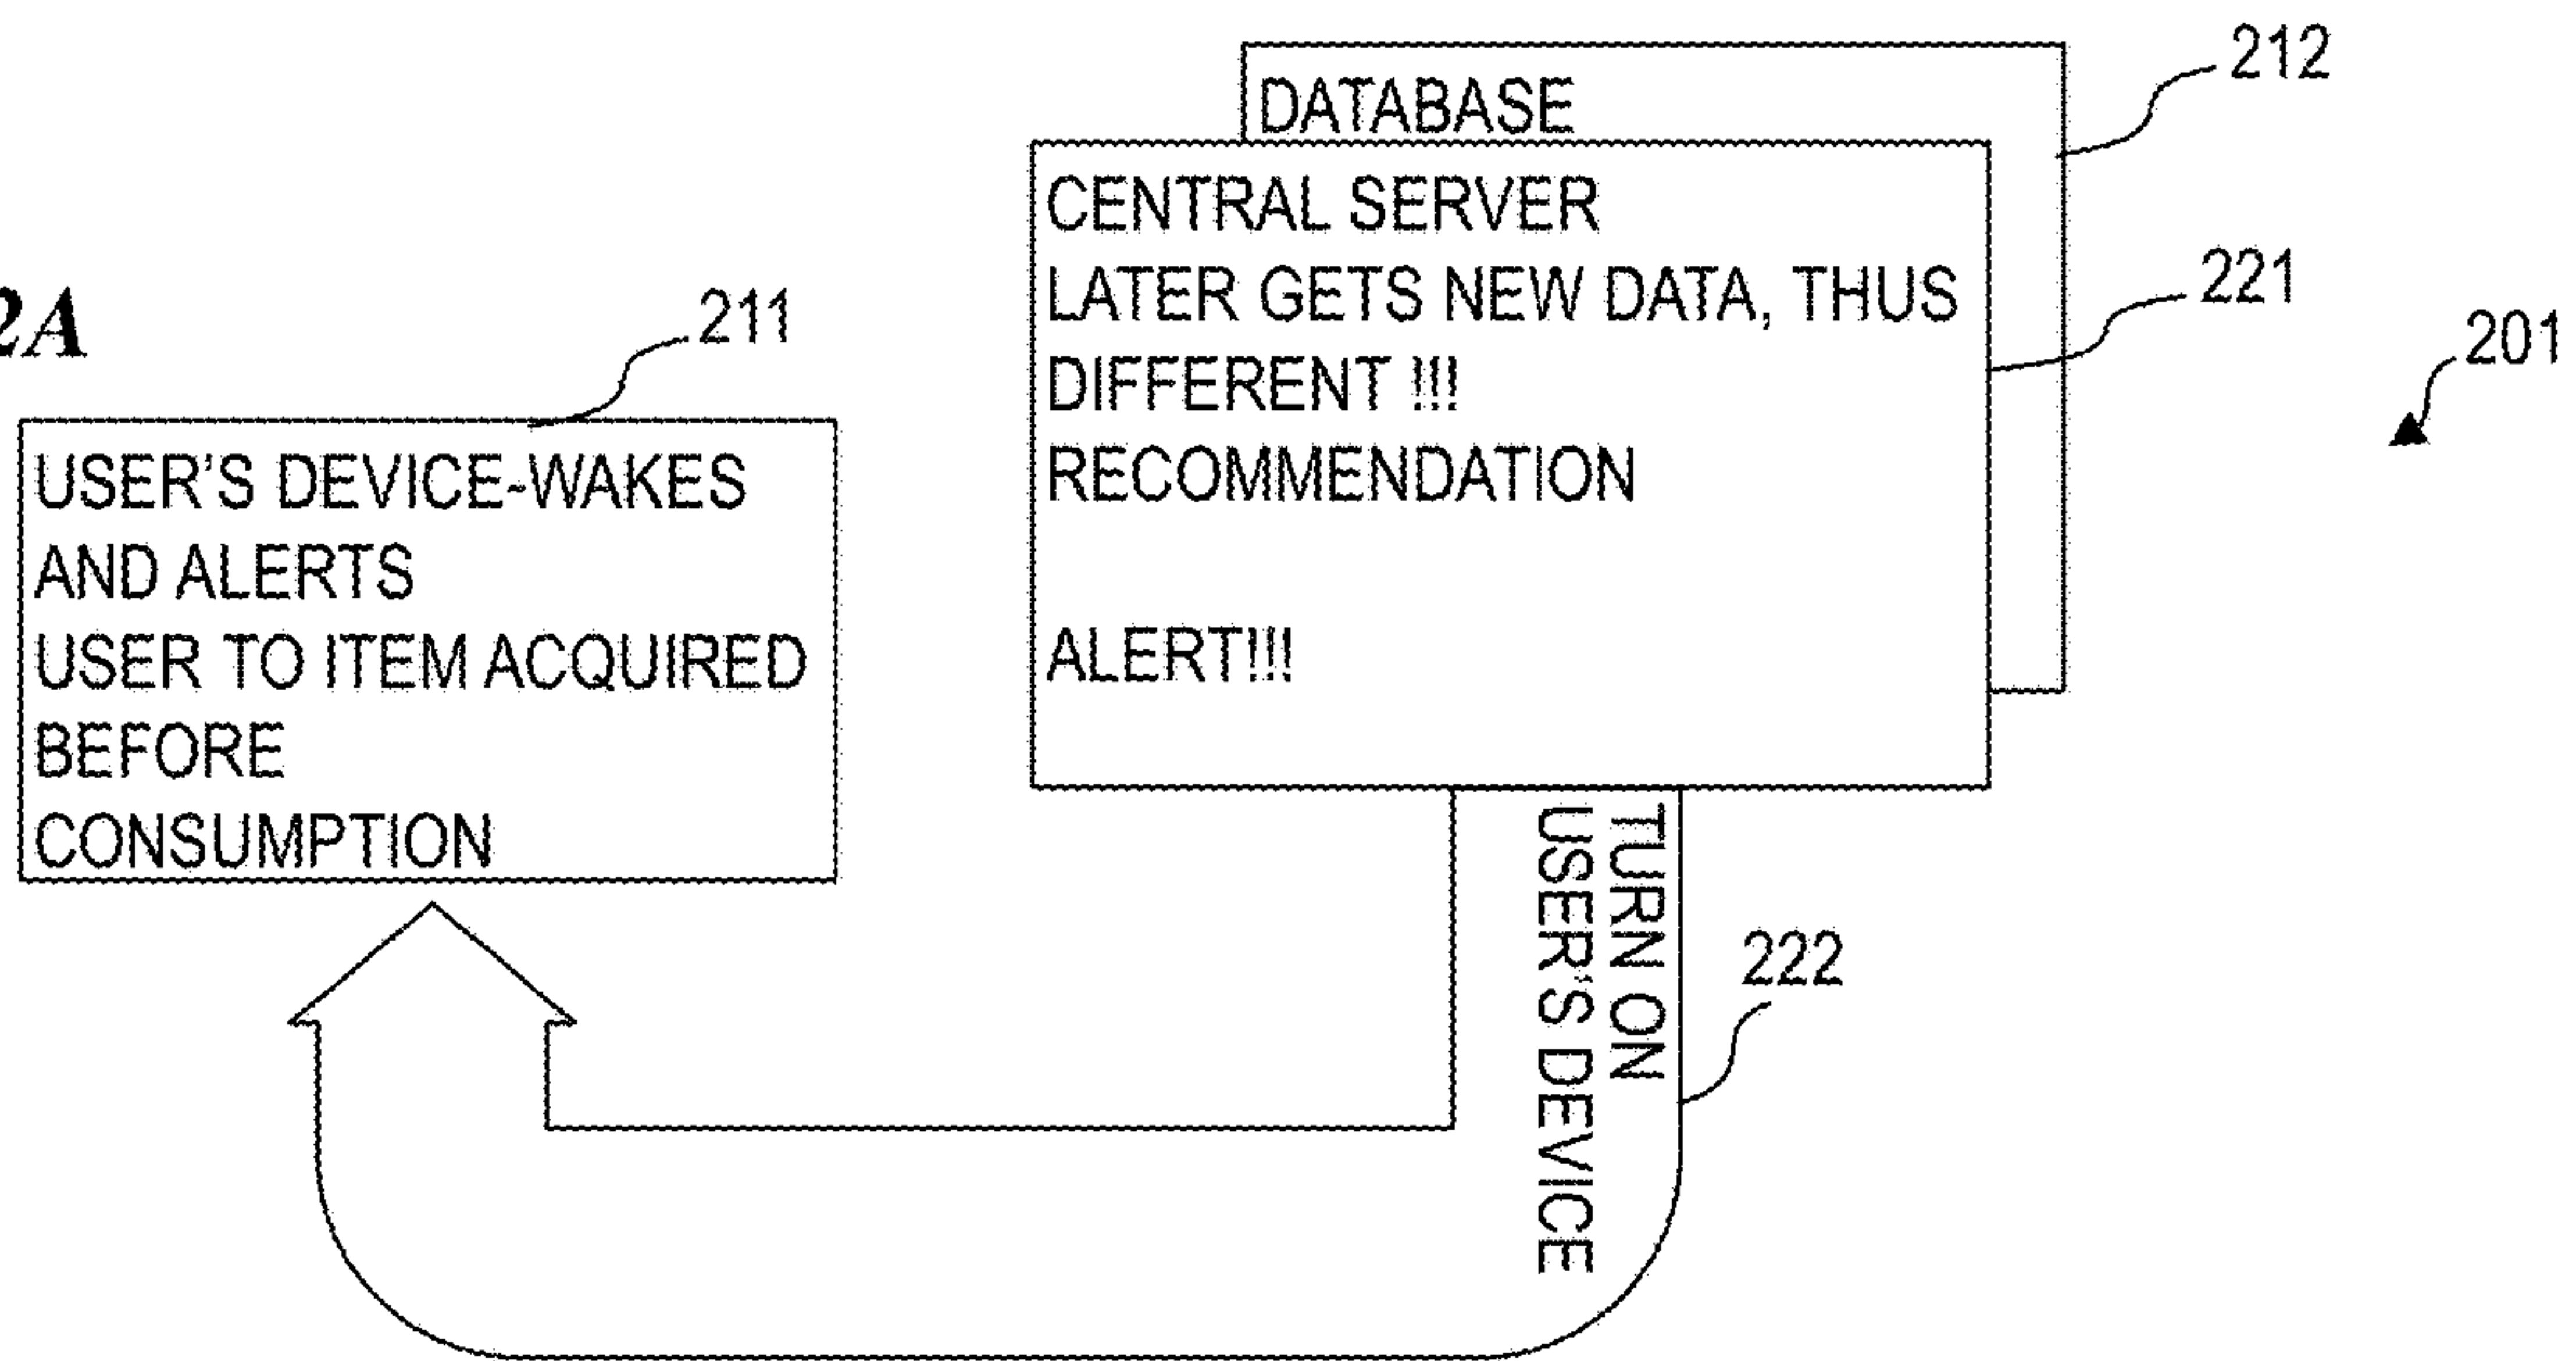 2A
211
USER'S DEVICE-WAKES
AND ALERTS
USER TO ITEM ACQUIRED
BEFORE
CONSUMPTION
DATABASE
212
CENTRAL SERVER
LATER GETS NEW DATA, THUS
DIFFERENT !!!
RECOMMENDATION
ALERT!!!
221
201
TURN ON
USER'S DEVICE
222